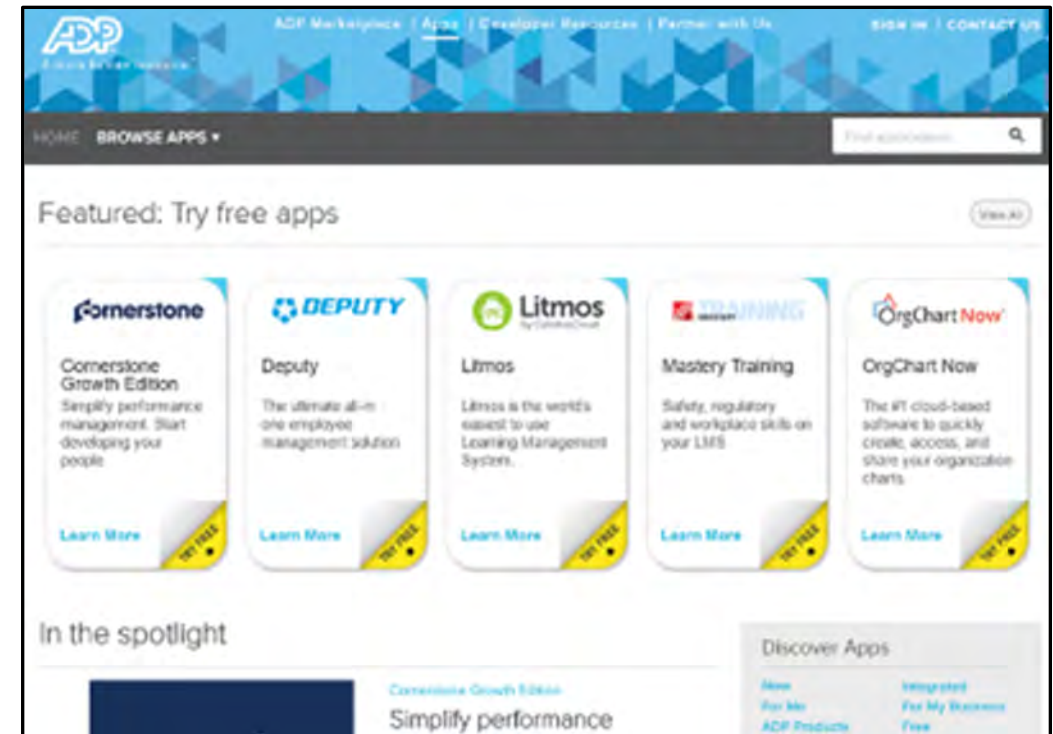 ADP
ADP Marketplace | Apps | Developer Resources | Partner with Us
SIGN IN | CONTACT US
HOME BROWSE APPS
Featured: Try free apps
View All
Cornerstone
Cornerstone
Growth Edition
Simplify performance
management. Start
developing your
people
Learn More
TRY FREE
DEPUTY
Deputy
The ultimate all-in
one employee
management solution
Learn More
TRY FREE
Litmos
by CallidusCloud
Litmos
Litmos is the world's
easiest to use
Learning Management
System.
Learn More
TRY FREE
TRAINING
Mastery Training
Safety, regulatory
and workplace skills on
your LMS
Learn More
TRY FREE
OrgChart Now
OrgChart Now
The #1 cloud-based
software to quickly
create, access, and
share your organization
charts.
Learn More
TRY FREE
In the spotlight
Cornerstone Growth Edition
Simplify performance
Discover Apps
New
Integrated
For Me
For My Business
ADP Products
Free